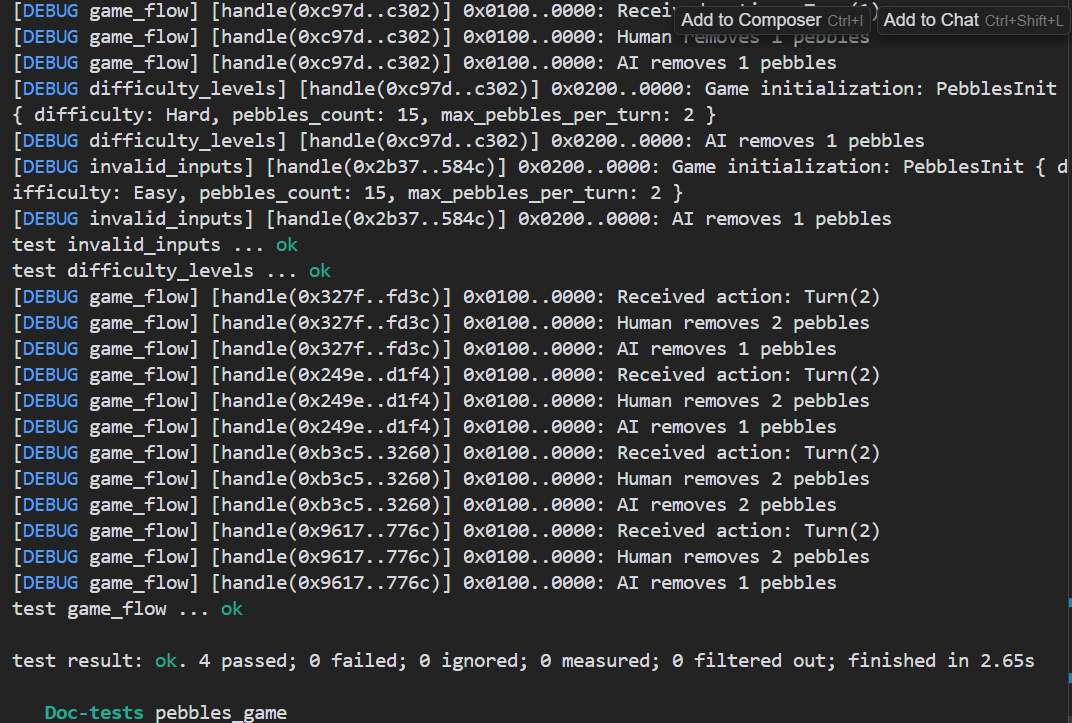 [DEBUG game_flow] [handle(0xc97d..c302)] 0x0100..0000: Received action: Turn(1)
Add to Composer Ctrl+I Add to Chat Ctrl+Shift+L
[DEBUG game_flow] [handle(0xc97d..c302)] 0x0100..0000: Human removes 1 pebbles
[DEBUG game_flow] [handle(0xc97d..c302)] 0x0100..0000: AI removes 1 pebbles
[DEBUG difficulty_levels] [handle(0xc97d..c302)] 0x0200..0000: Game initialization: PebblesInit
{ difficulty: Hard, pebbles_count: 15, max_pebbles_per_turn: 2 }
[DEBUG difficulty_levels] [handle(0xc97d..c302)] 0x0200..0000: AI removes 1 pebbles
[DEBUG invalid_inputs] [handle(0x2b37..584c)] 0x0200..0000: Game initialization: PebblesInit { d
ifficulty: Easy, pebbles_count: 15, max_pebbles_per_turn: 2 }
[DEBUG invalid_inputs] [handle(0x2b37..584c)] 0x0200..0000: AI removes 1 pebbles
test invalid_inputs ... ok
test difficulty_levels ... ok
[DEBUG game_flow] [handle(0x327f..fd3c)] 0x0100..0000: Received action: Turn(2)
[DEBUG game_flow] [handle(0x327f..fd3c)] 0x0100..0000: Human removes 2 pebbles
[DEBUG game_flow] [handle(0x327f..fd3c)] 0x0100..0000: AI removes 1 pebbles
[DEBUG game_flow] [handle(0x249e..d1f4)] 0x0100..0000: Received action: Turn(2)
[DEBUG game_flow] [handle(0x249e..d1f4)] 0x0100..0000: Human removes 2 pebbles
[DEBUG game_flow] [handle(0x249e..d1f4)] 0x0100..0000: AI removes 1 pebbles
[DEBUG game_flow] [handle(0xb3c5..3260)] 0x0100..0000: Received action: Turn(2)
[DEBUG game_flow] [handle(0xb3c5..3260)] 0x0100..0000: Human removes 2 pebbles
[DEBUG game_flow] [handle(0xb3c5..3260)] 0x0100..0000: AI removes 2 pebbles
[DEBUG game_flow] [handle(0x9617..776c)] 0x0100..0000: Received action: Turn(2)
[DEBUG game_flow] [handle(0x9617..776c)] 0x0100..0000: Human removes 2 pebbles
[DEBUG game_flow] [handle(0x9617..776c)] 0x0100..0000: AI removes 1 pebbles
test game_flow ... ok
test result: ok. 4 passed; 0 failed; 0 ignored; 0 measured; 0 filtered out; finished in 2.65s
Doc-tests pebbles_game